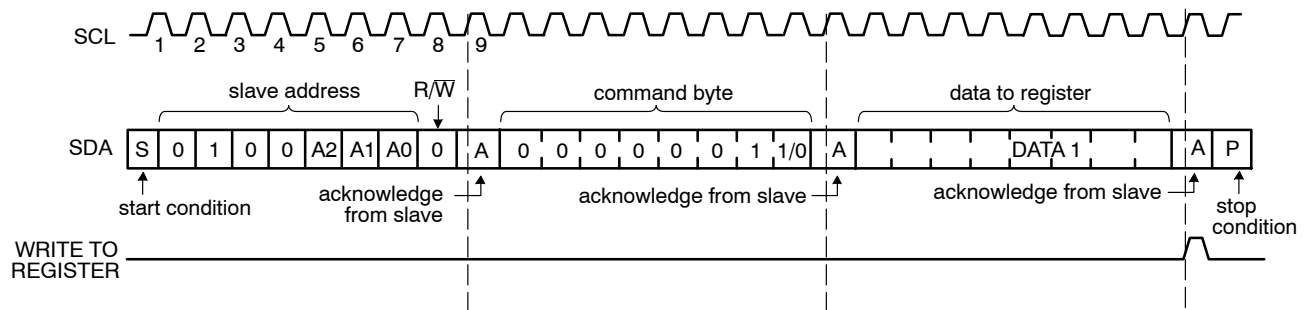 SCL
1 2 3 4 5 6 7 8 9
slave address R/W̅ command byte data to register
SDA S 0 1 0 0 A2 A1 A0 0 A 0 0 0 0 0 0 1 1/0 A DATA 1 A P
start condition
acknowledge
from slave
acknowledge from slave
acknowledge from slave
stop
condition
WRITE TO
REGISTER